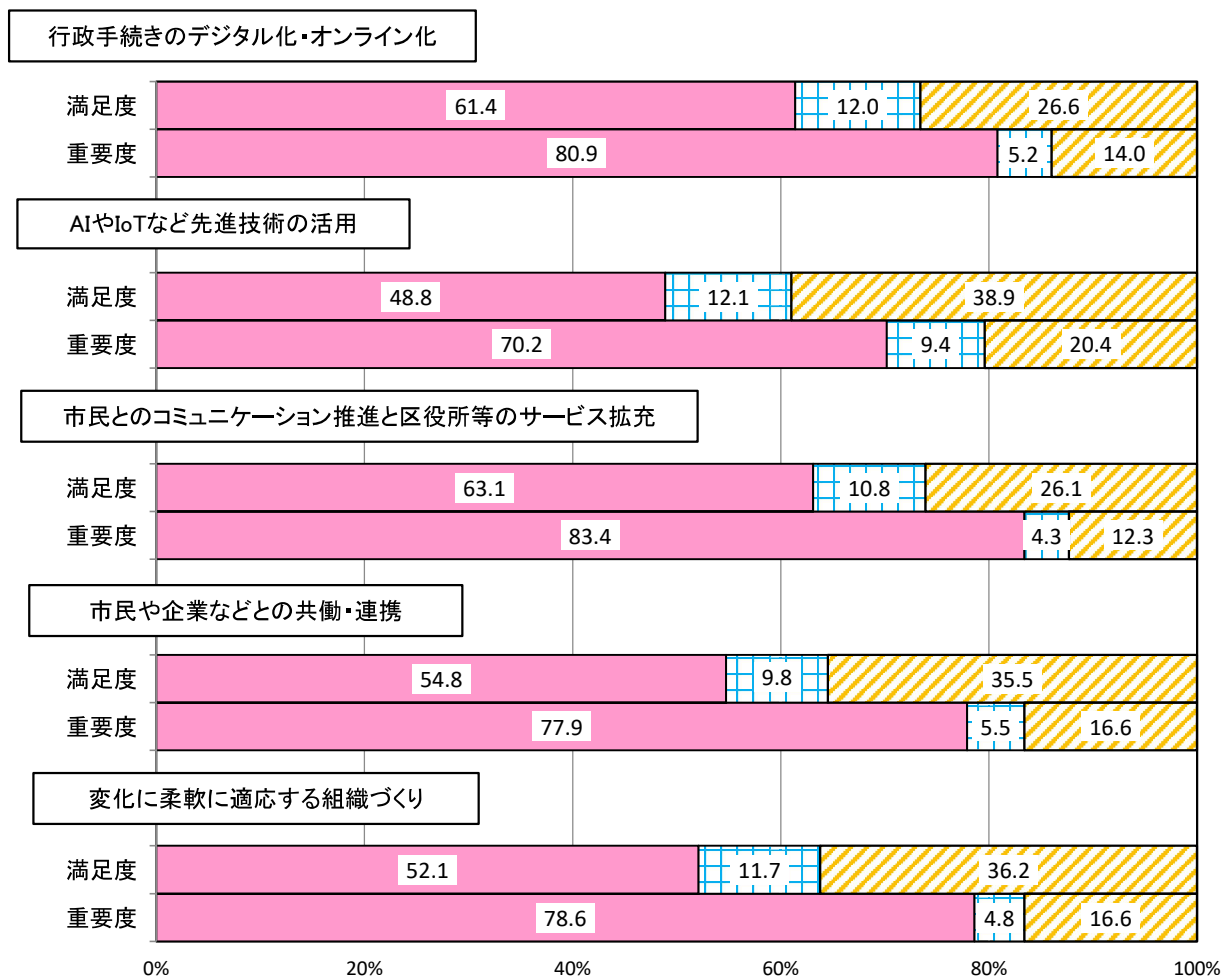 行政手続きのデジタル化・オンライン化
満足度 61.4 12.0 26.6
重要度 80.9 5.2 14.0
AIやIoTなど先進技術の活用
満足度 48.8 12.1 38.9
重要度 70.2 9.4 20.4
市民とのコミュニケーション推進と区役所等のサービス拡充
満足度 63.1 10.8 26.1
重要度 83.4 4.3 12.3
市民や企業などとの共働・連携
満足度 54.8 9.8 35.5
重要度 77.9 5.5 16.6
変化に柔軟に適応する組織づくり
満足度 52.1 11.7 36.2
重要度 78.6 4.8 16.6
0% 20% 40% 60% 80% 100%